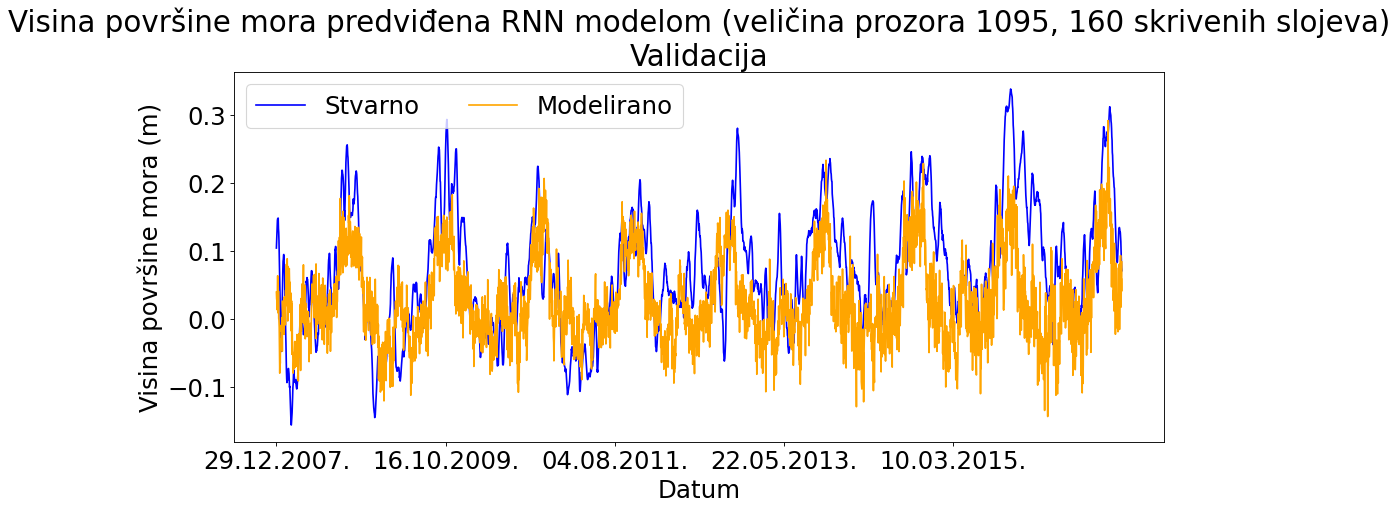 Visina površine mora predviđena RNN modelom (veličina prozora 1095, 160 skrivenih slojeva)
Validacija
Stvarno Modelirano
Visina površine mora (m)
0.3
0.2
0.1
0.0
−0.1
29.12.2007. 16.10.2009. 04.08.2011. 22.05.2013. 10.03.2015.
Datum